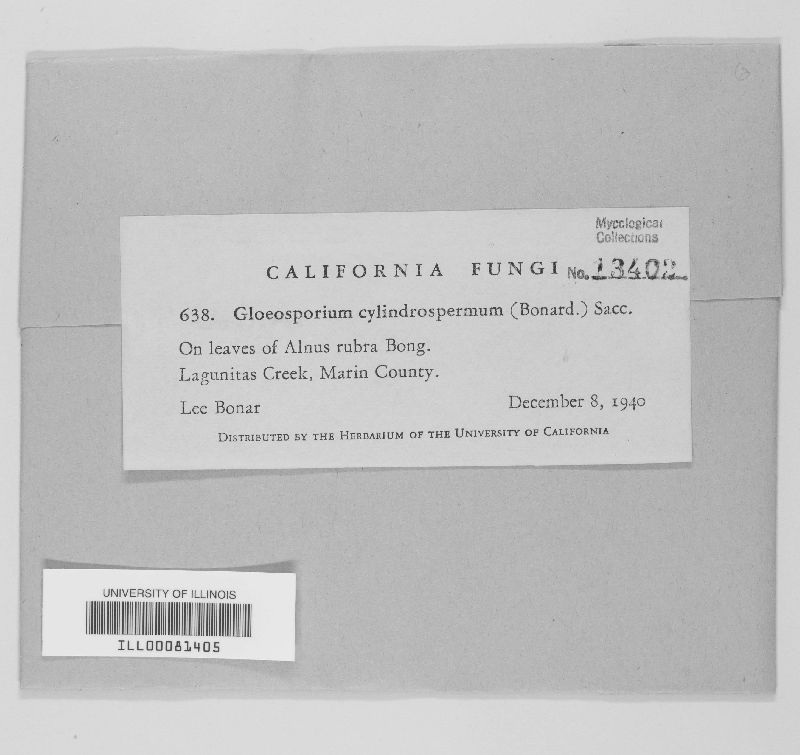 Mycological
Collections
CALIFORNIA FUNGI No. 13402
638. Gloeosporium cylindrospermum (Bonard.) Sacc.
On leaves of Alnus rubra Bong.
Lagunitas Creek, Marin County.
Lee Bonar December 8, 1940
DISTRIBUTED BY THE HERBARIUM OF THE UNIVERSITY OF CALIFORNIA
UNIVERSITY OF ILLINOIS
ILL00081405